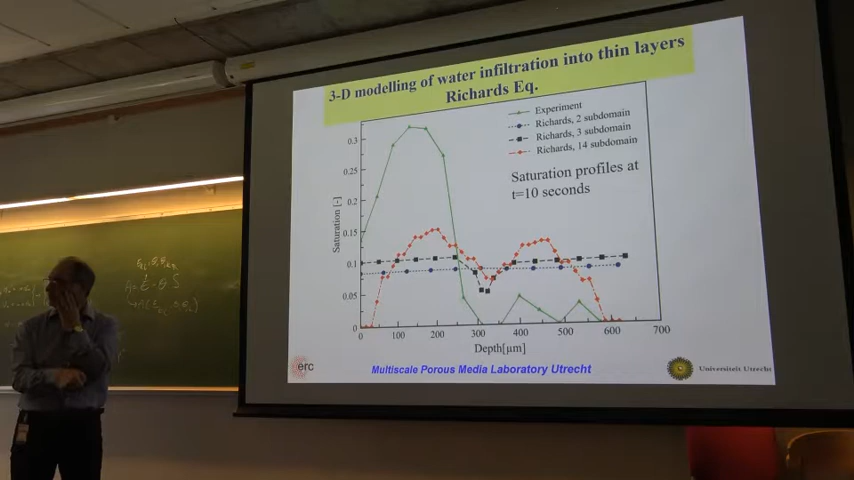 3-D modelling of water infiltration into thin layers
Richards Eq.
Experiment
Richards, 2 subdomain
Richards, 3 subdomain
Richards, 14 subdomain
Saturation profiles at
t=10 seconds
Saturation [-]
0.3
0.25
0.2
0.15
0.1
0.05
0
0 100 200 300 400 500 600 700
Depth[µm]
erc
Multiscale Porous Media Laboratory Utrecht
Universiteit Utrecht